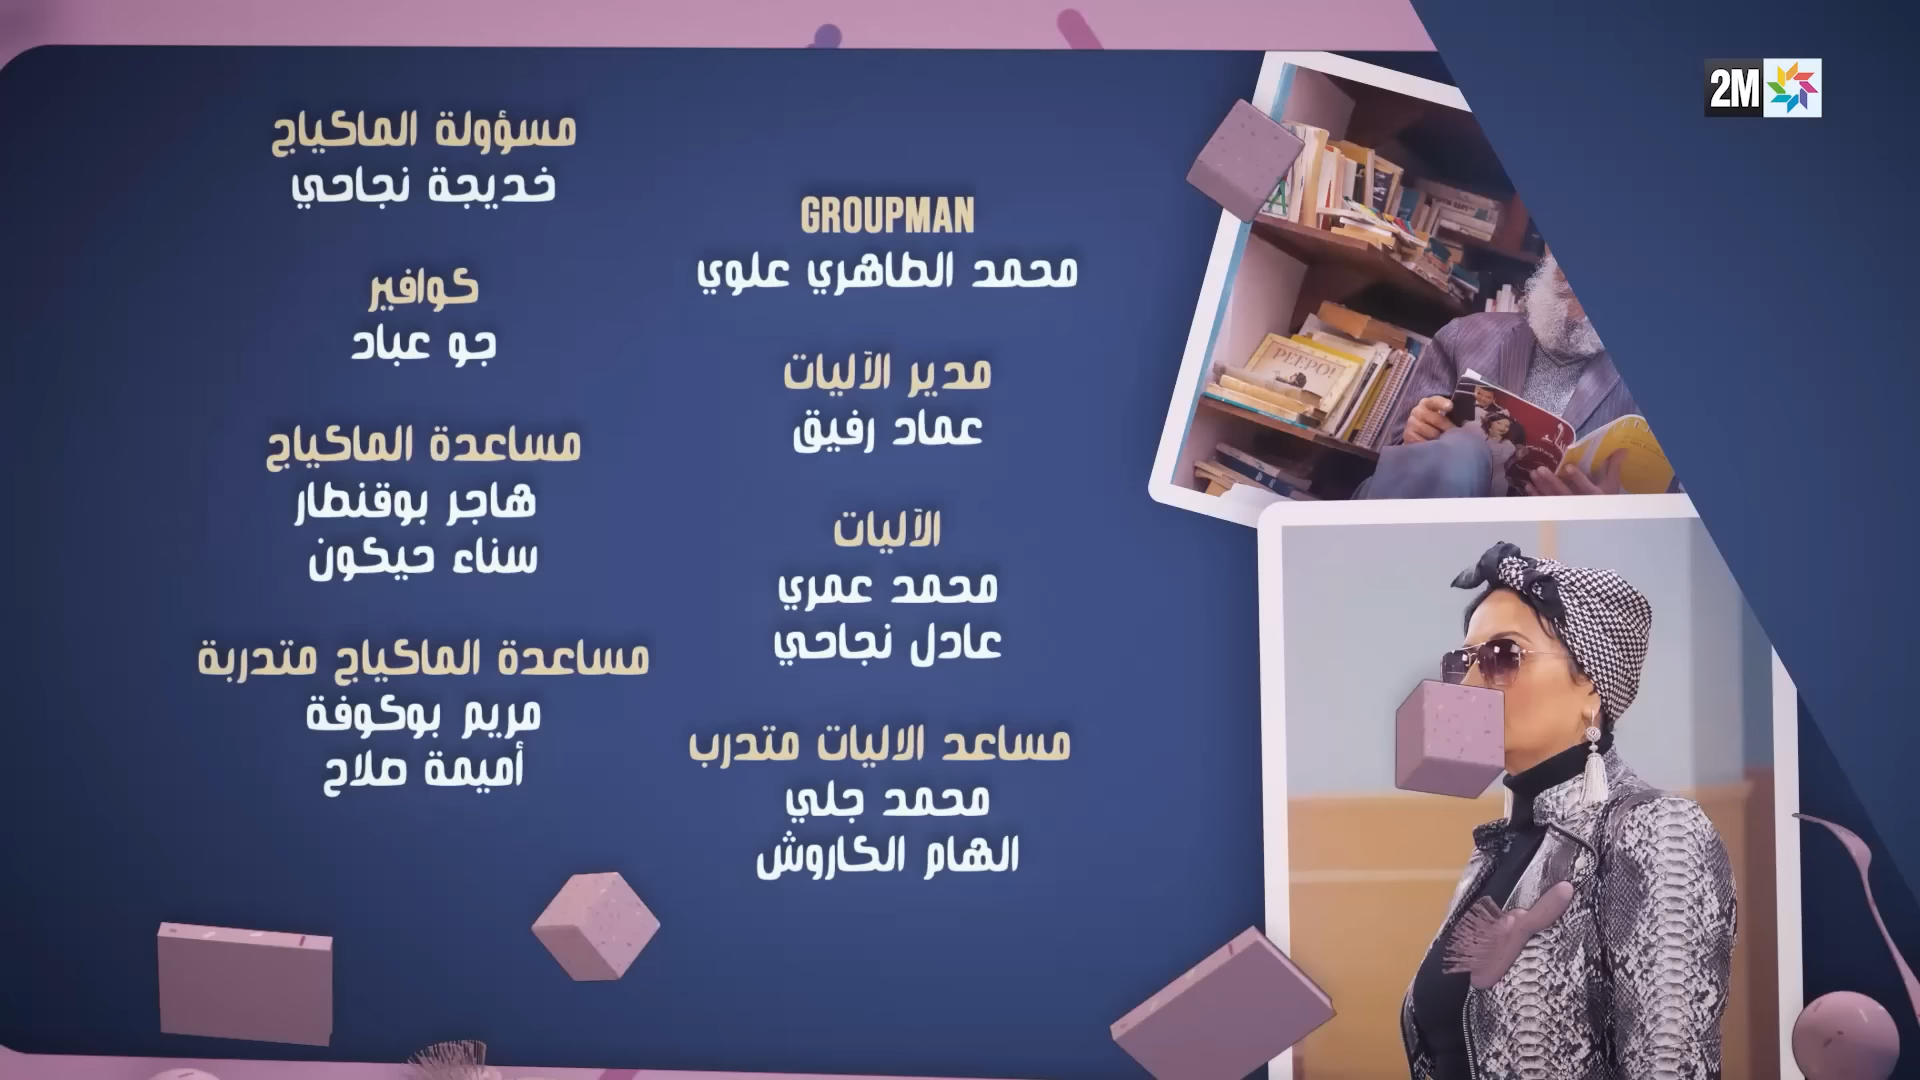 GROUPMAN
محمد الطاهري علوي
مدير الآليات
عماد رفيق
الآليات
محمد عمري
عادل نجاحي
مساعد الاليات متدرب
محمد جلي
الهام الكاروش
مسؤولة الماكياج
خديجة نجاحي
كوافير
جو عباد
مساعدة الماكياج
هاجر بوقنطار
سناء حيكون
مساعدة الماكياج متدربة
مريم بوكوفة
أميمة صلاح
2M
PEEPO!